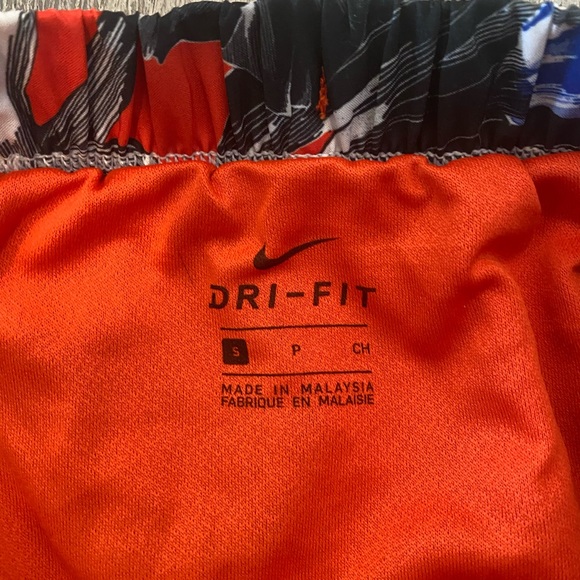 DRI-FIT
S P CH
MADE IN MALAYSIA
FABRIQUE EN MALAISIE